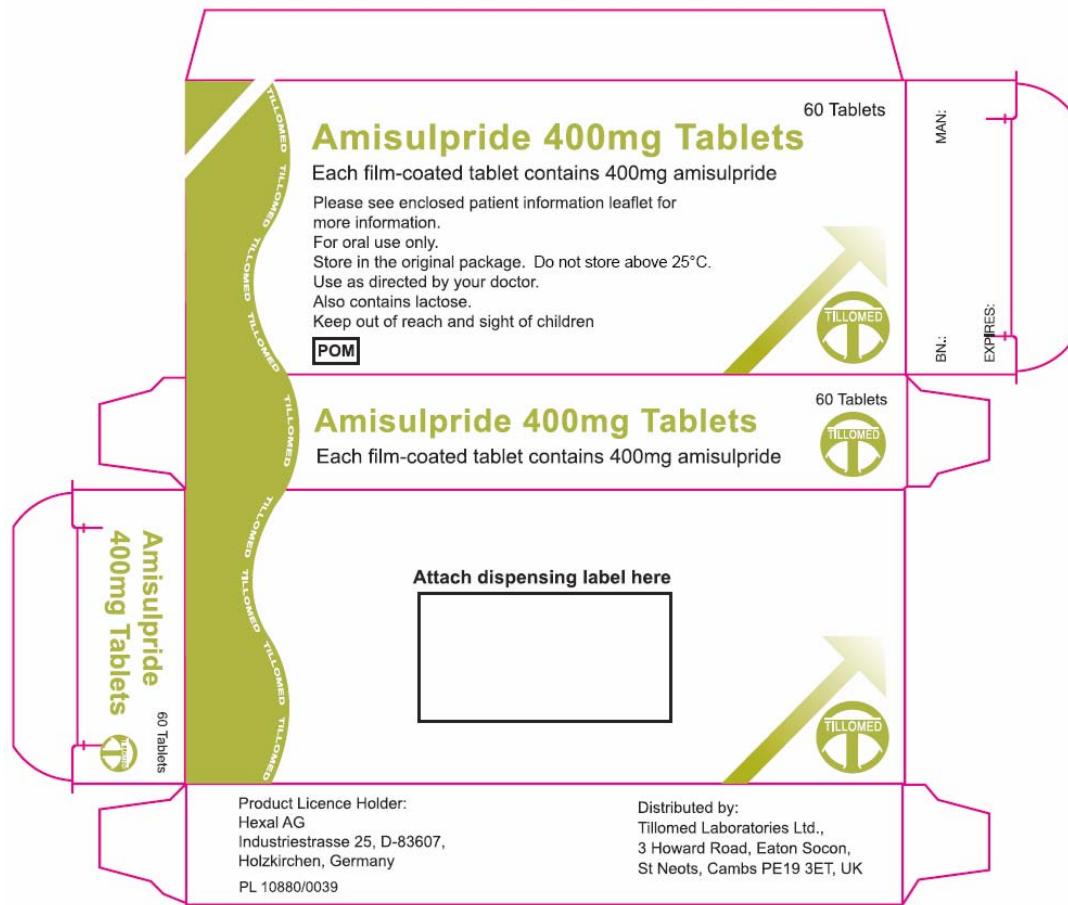 60 Tablets
Amisulpride 400mg Tablets
Each film-coated tablet contains 400mg amisulpride
Please see enclosed patient information leaflet for
more information.
For oral use only.
Store in the original package. Do not store above 25°C.
Use as directed by your doctor.
Also contains lactose.
Keep out of reach and sight of children
POM
TILLOMED
MAN:
BN.:
EXPIRES:
TILLOMED
TILLOMED
TILLOMED
TILLOMED
TILLOMED
TILLOMED
TILLOMED
TILLOMED
TILLOMED
60 Tablets
Amisulpride 400mg Tablets
Each film-coated tablet contains 400mg amisulpride
TILLOMED
Attach dispensing label here
TILLOMED
Amisulpride
400mg Tablets
60 Tablets
TILLOMED
Product Licence Holder:
Hexal AG
Industriestrasse 25, D-83607,
Holzkirchen, Germany
PL 10880/0039
Distributed by:
Tillomed Laboratories Ltd.,
3 Howard Road, Eaton Socon,
St Neots, Cambs PE19 3ET, UK